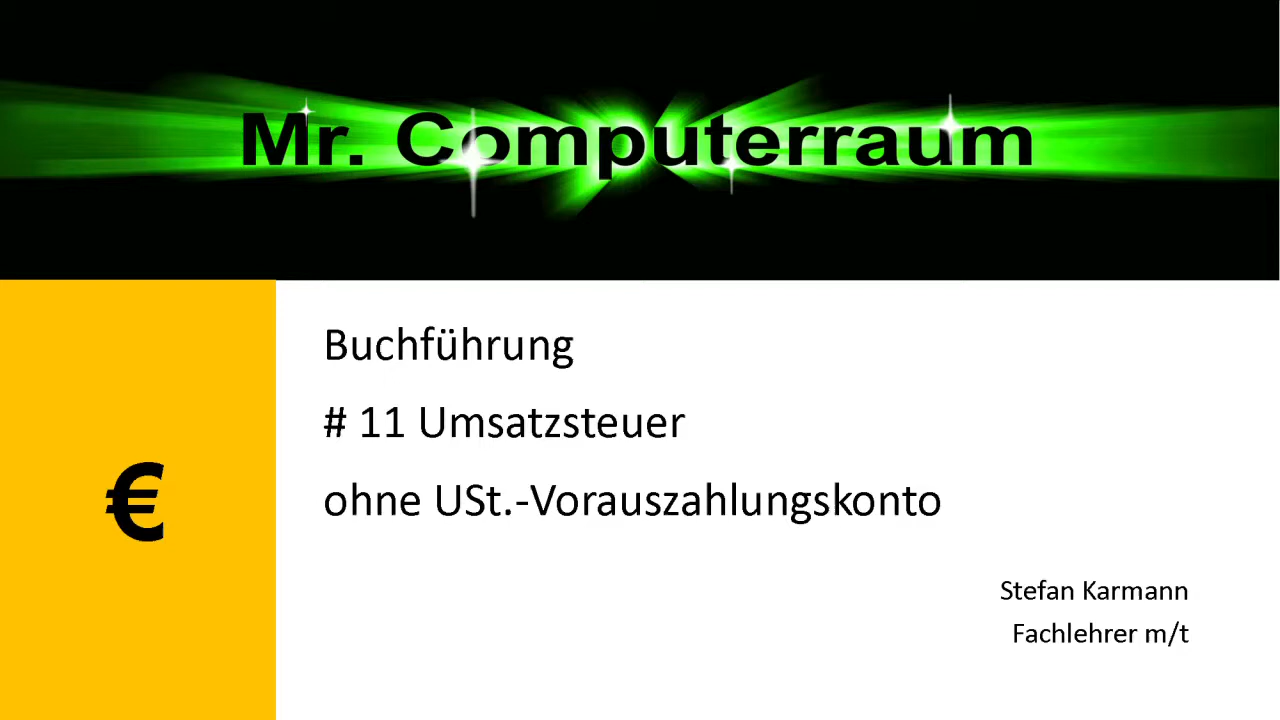 Mr. Computerraum
Buchführung
# 11 Umsatzsteuer
€
ohne USt.-Vorauszahlungskonto
Stefan Karmann
Fachlehrer m/t